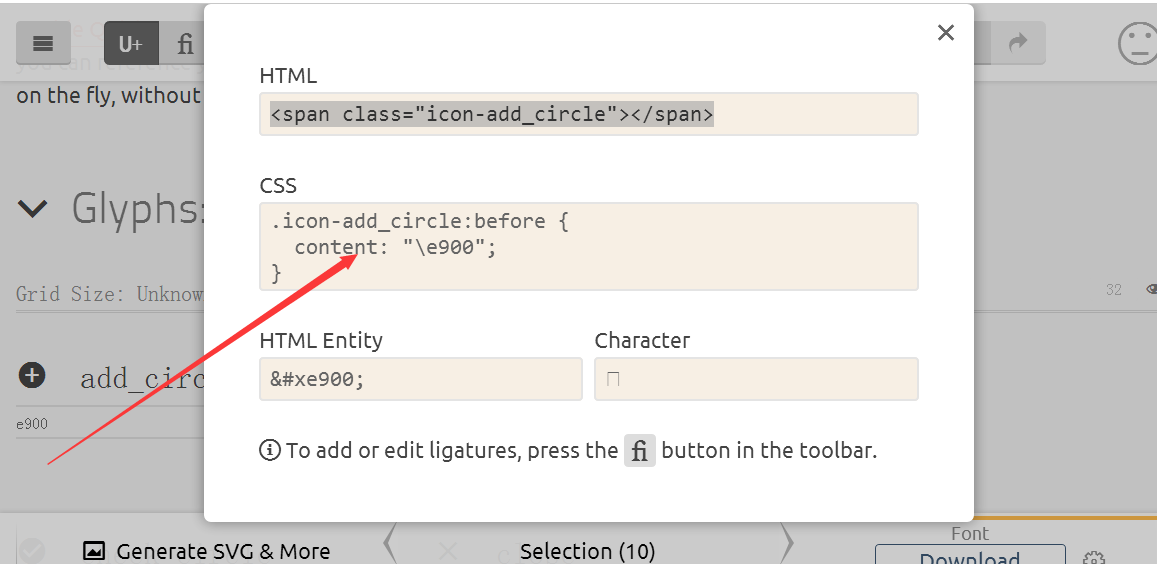 U+ fi
HTML
<span class="icon-add_circle"></span>
on the fly, without
CSS
.icon-add_circle:before {
content: "\e900";
}
Glyphs:
Grid Size: Unknow
32
HTML Entity
Character
&#xe900;
add_circ
e900
To add or edit ligatures, press the fi button in the toolbar.
Generate SVG & More
Selection (10)
Font
Download